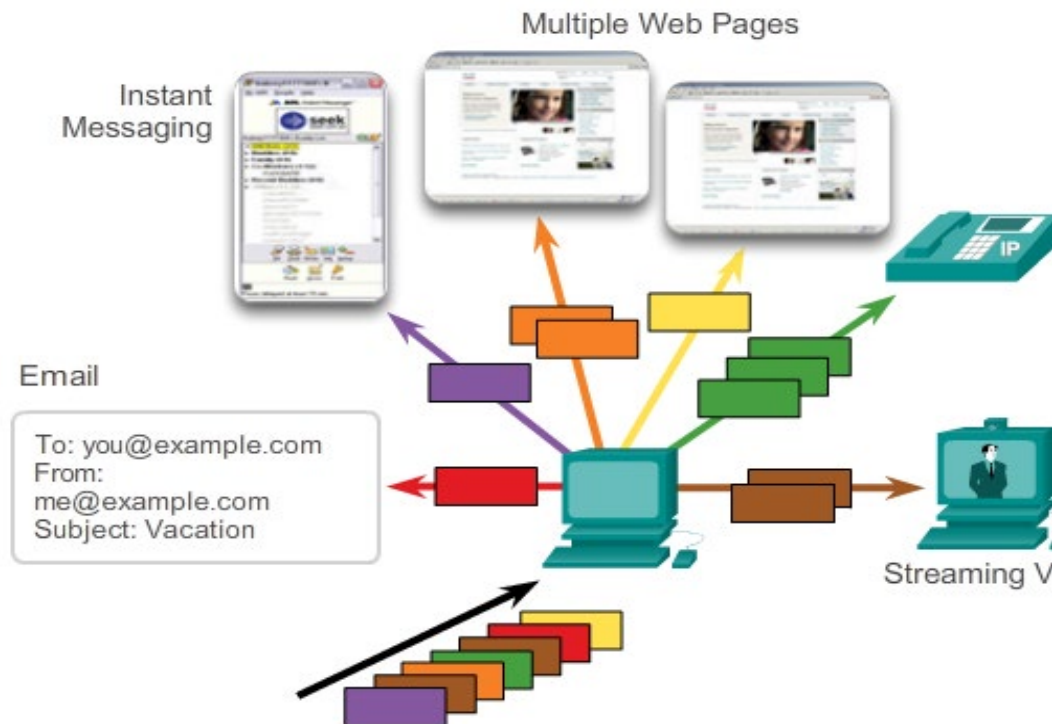 Multiple Web Pages
Instant
Messaging
seek
IP
Email
To: you@example.com
From:
me@example.com
Subject: Vacation
Streaming V